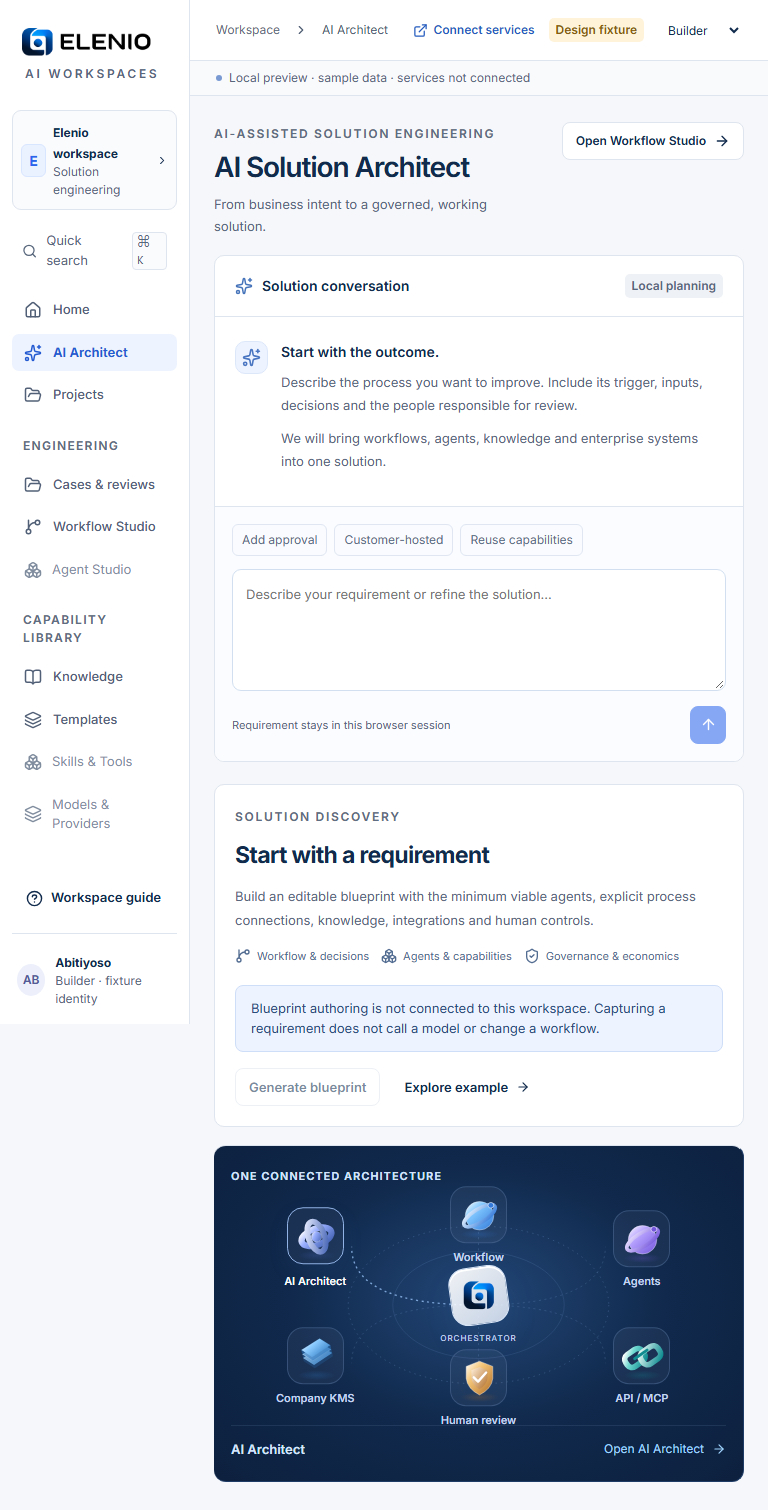 ELENIO
AI WORKSPACES
E
Elenio
workspace
Solution
engineering
Quick
search
⌘
K
Home
AI Architect
Projects
ENGINEERING
Cases & reviews
Workflow Studio
Agent Studio
CAPABILITY
LIBRARY
Knowledge
Templates
Skills & Tools
Models &
Providers
Workspace guide
AB
Abitiyoso
Builder · fixture
identity
Workspace > AI Architect Connect services Design fixture Builder
Local preview · sample data · services not connected
AI-ASSISTED SOLUTION ENGINEERING
AI Solution Architect
From business intent to a governed, working
solution.
Open Workflow Studio →
Solution conversation
Local planning
Start with the outcome.
Describe the process you want to improve. Include its trigger, inputs,
decisions and the people responsible for review.
We will bring workflows, agents, knowledge and enterprise systems
into one solution.
Add approval Customer-hosted Reuse capabilities
Describe your requirement or refine the solution...
Requirement stays in this browser session
SOLUTION DISCOVERY
Start with a requirement
Build an editable blueprint with the minimum viable agents, explicit process
connections, knowledge, integrations and human controls.
Workflow & decisions Agents & capabilities Governance & economics
Blueprint authoring is not connected to this workspace. Capturing a
requirement does not call a model or change a workflow.
Generate blueprint Explore example →
ONE CONNECTED ARCHITECTURE
Workflow
AI Architect
Agents
ORCHESTRATOR
Company KMS
API / MCP
Human review
AI Architect
Open AI Architect →